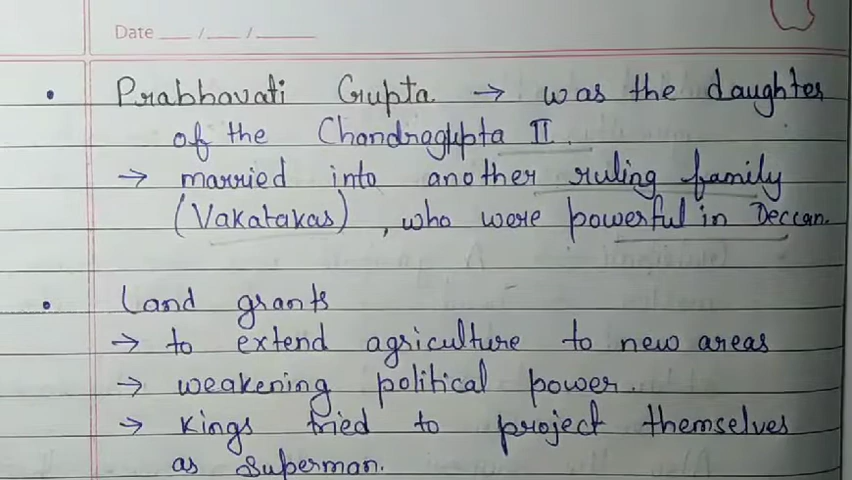 Date ___ /___ /______
• Prabhavati Gupta → was the daughter
of the Chandragupta II.
→ married into another ruling family
(Vakatakas), who were powerful in Deccan.
• Land grants
→ to extend agriculture to new areas
→ weakening political power.
→ Kings tried to project themselves
as superman.